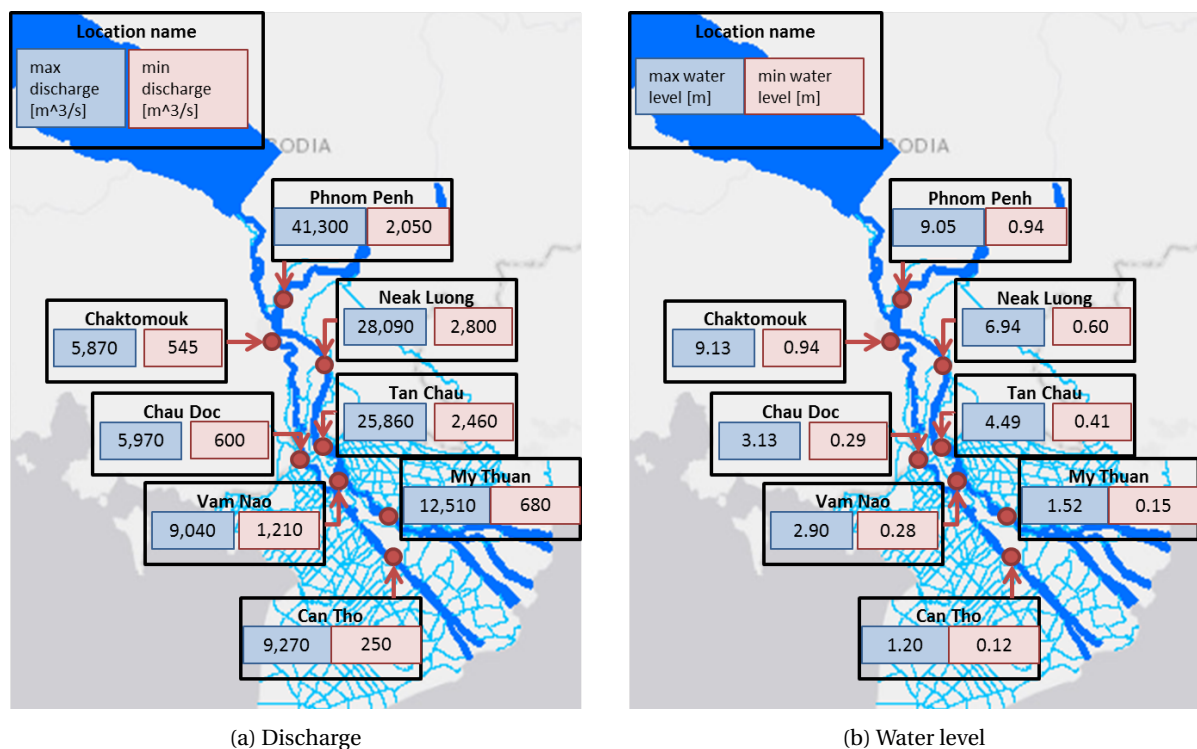 Location name
max discharge [m^3/s]
min discharge [m^3/s]
RODIA
Phnom Penh
41,300 2,050
Neak Luong
28,090 2,800
Chaktomouk
5,870 545
Tan Chau
25,860 2,460
Chau Doc
5,970 600
My Thuan
12,510 680
Vam Nao
9,040 1,210
Can Tho
9,270 250
(a) Discharge
Location name
max water level [m]
min water level [m]
ODIA
Phnom Penh
9.05 0.94
Neak Luong
6.94 0.60
Chaktomouk
9.13 0.94
Tan Chau
4.49 0.41
Chau Doc
3.13 0.29
My Thuan
1.52 0.15
Vam Nao
2.90 0.28
Can Tho
1.20 0.12
(b) Water level